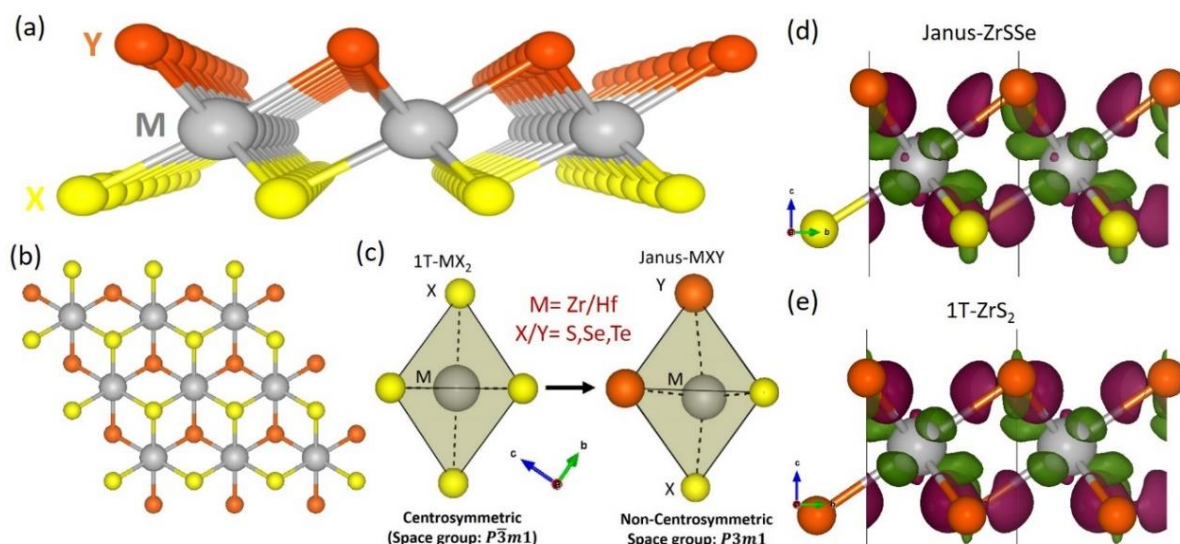 (a)
Y
M
X
(b)
(c)
1T-MX₂
X
M
M= Zr/Hf
X/Y= S,Se,Te
Janus-MXY
Y
M
X
c
b
Centrosymmetric
(Space group: P3̅m1)
Non-Centrosymmetric
Space group: P3m1)
(d)
Janus-ZrSSe
c
b
(e)
1T-ZrS₂
c
b